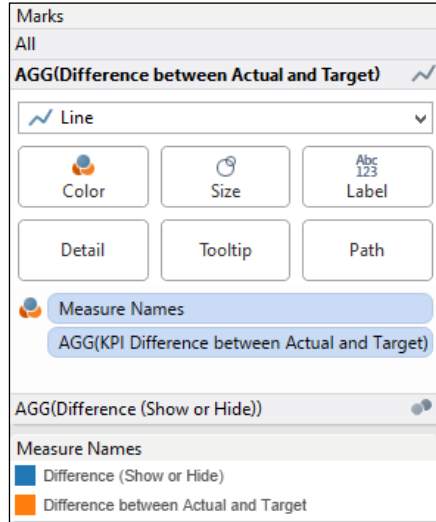 Marks
All
AGG(Difference between Actual and Target)
Line
Abc
123
Color Size Label
Detail Tooltip Path
Measure Names
AGG(KPI Difference between Actual and Target)
AGG(Difference (Show or Hide))
Measure Names
Difference (Show or Hide)
Difference between Actual and Target